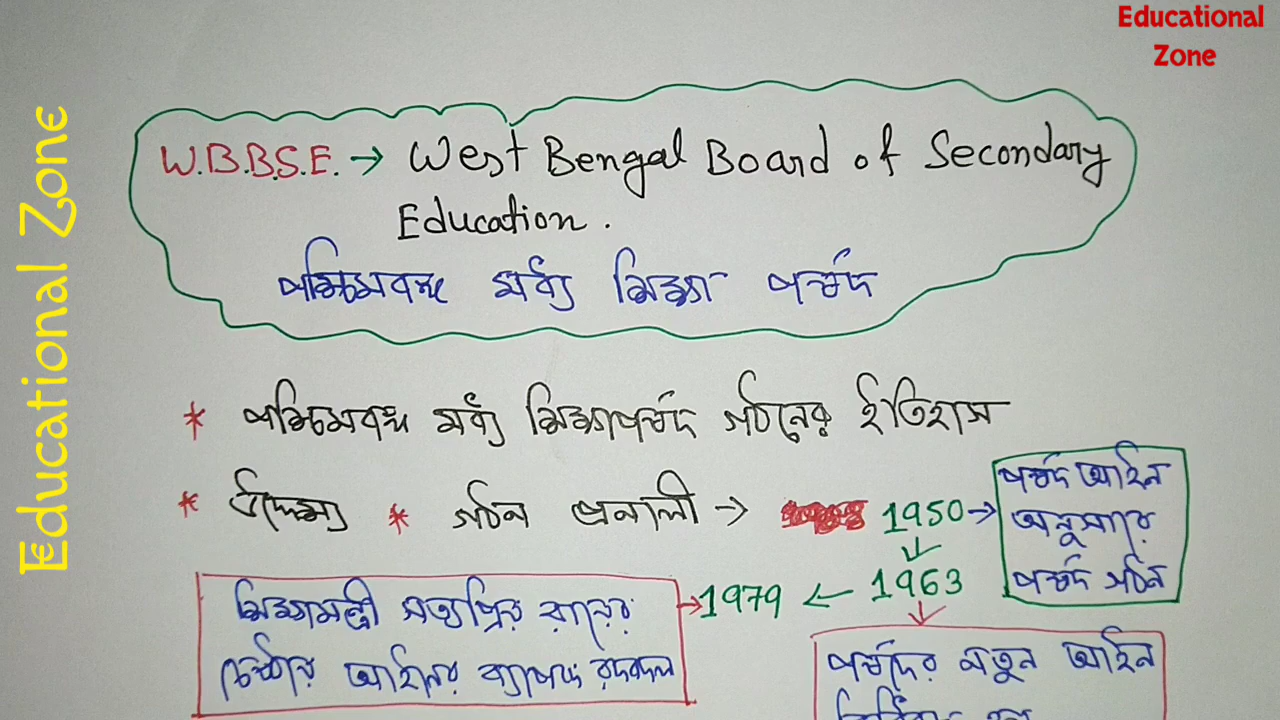 Educational
Zone
Educational Zone
W.B.B.S.E. → West Bengal Board of Secondary
Education.
পশ্চিমবঙ্গ মধ্য শিক্ষা পর্ষদ
* পশ্চিমবঙ্গ মধ্য শিক্ষাপর্ষদ গঠনের ইতিহাস
* উদ্দেশ্য * গঠন প্রনালী → 1950 →
পর্ষদ আইন
অনুসারে
পর্ষদ গঠন
1979 ← 1963
শিক্ষামন্ত্রী সত্যপ্রিয় রায়ের
চেষ্টায় আইনের ব্যাপক রদবদল
পর্ষদের নতুন আইন